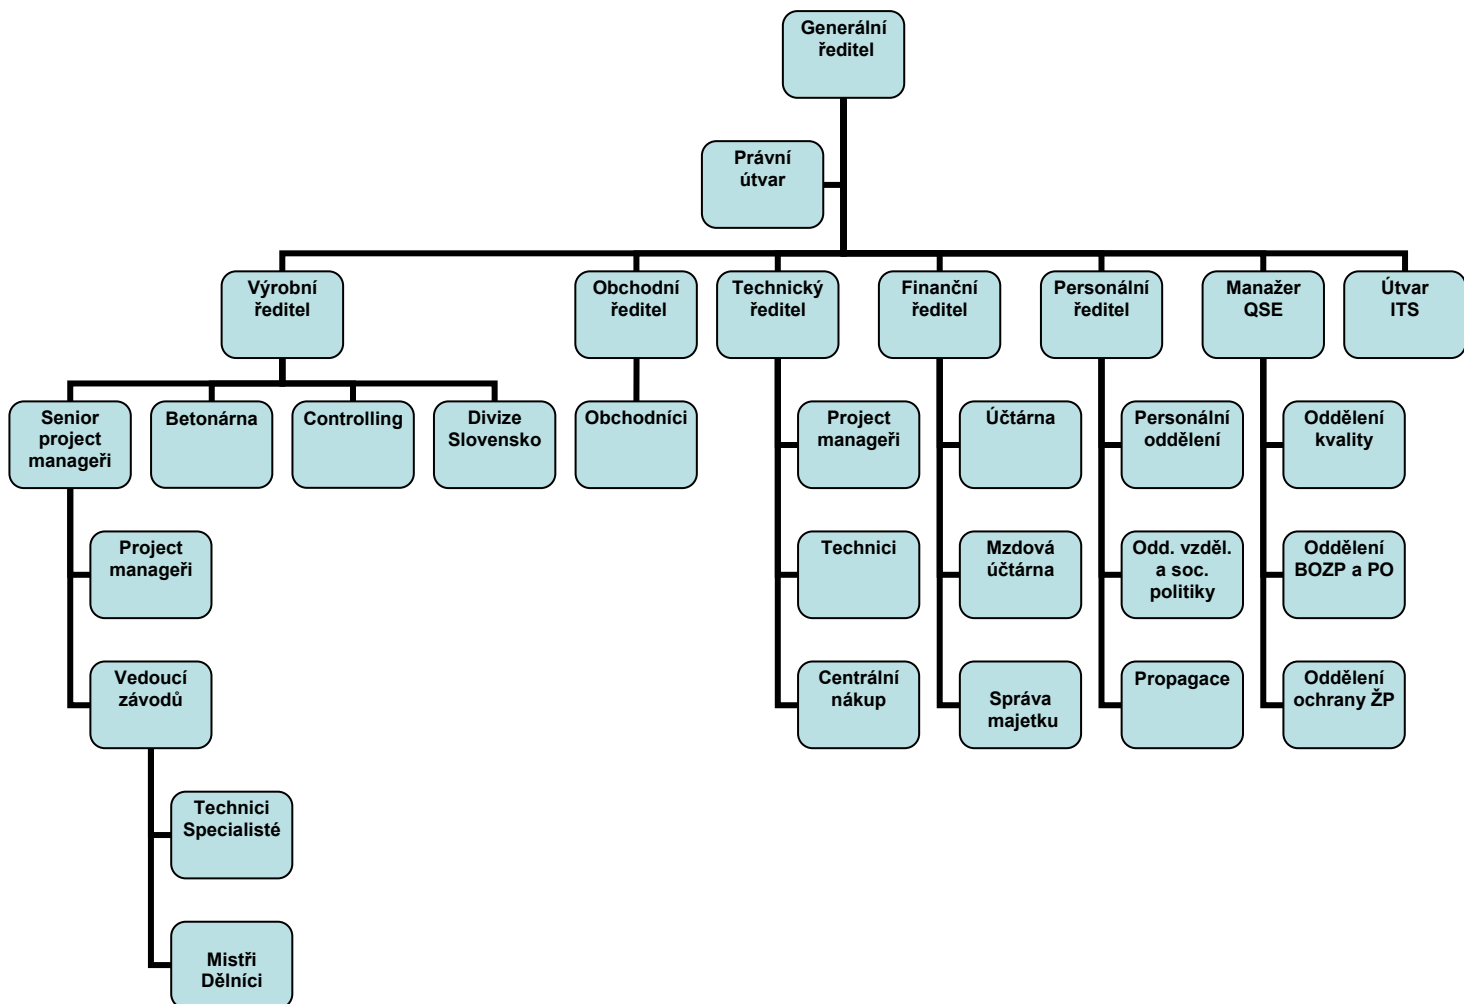 Generální
ředitel
Právní
útvar
Výrobní
ředitel
Obchodní
ředitel
Technický
ředitel
Finanční
ředitel
Personální
ředitel
Manažer
QSE
Útvar
ITS
Senior
project
manageři
Betonárna
Controlling
Divize
Slovensko
Obchodníci
Project
manageři
Účtárna
Personální
oddělení
Oddělení
kvality
Project
manageři
Technici
Mzdová
účtárna
Odd. vzděl.
a soc.
politiky
Oddělení
BOZP a PO
Vedoucí
závodů
Centrální
nákup
Správa
majetku
Propagace
Oddělení
ochrany ŽP
Technici
Specialisté
Mistři
Dělníci